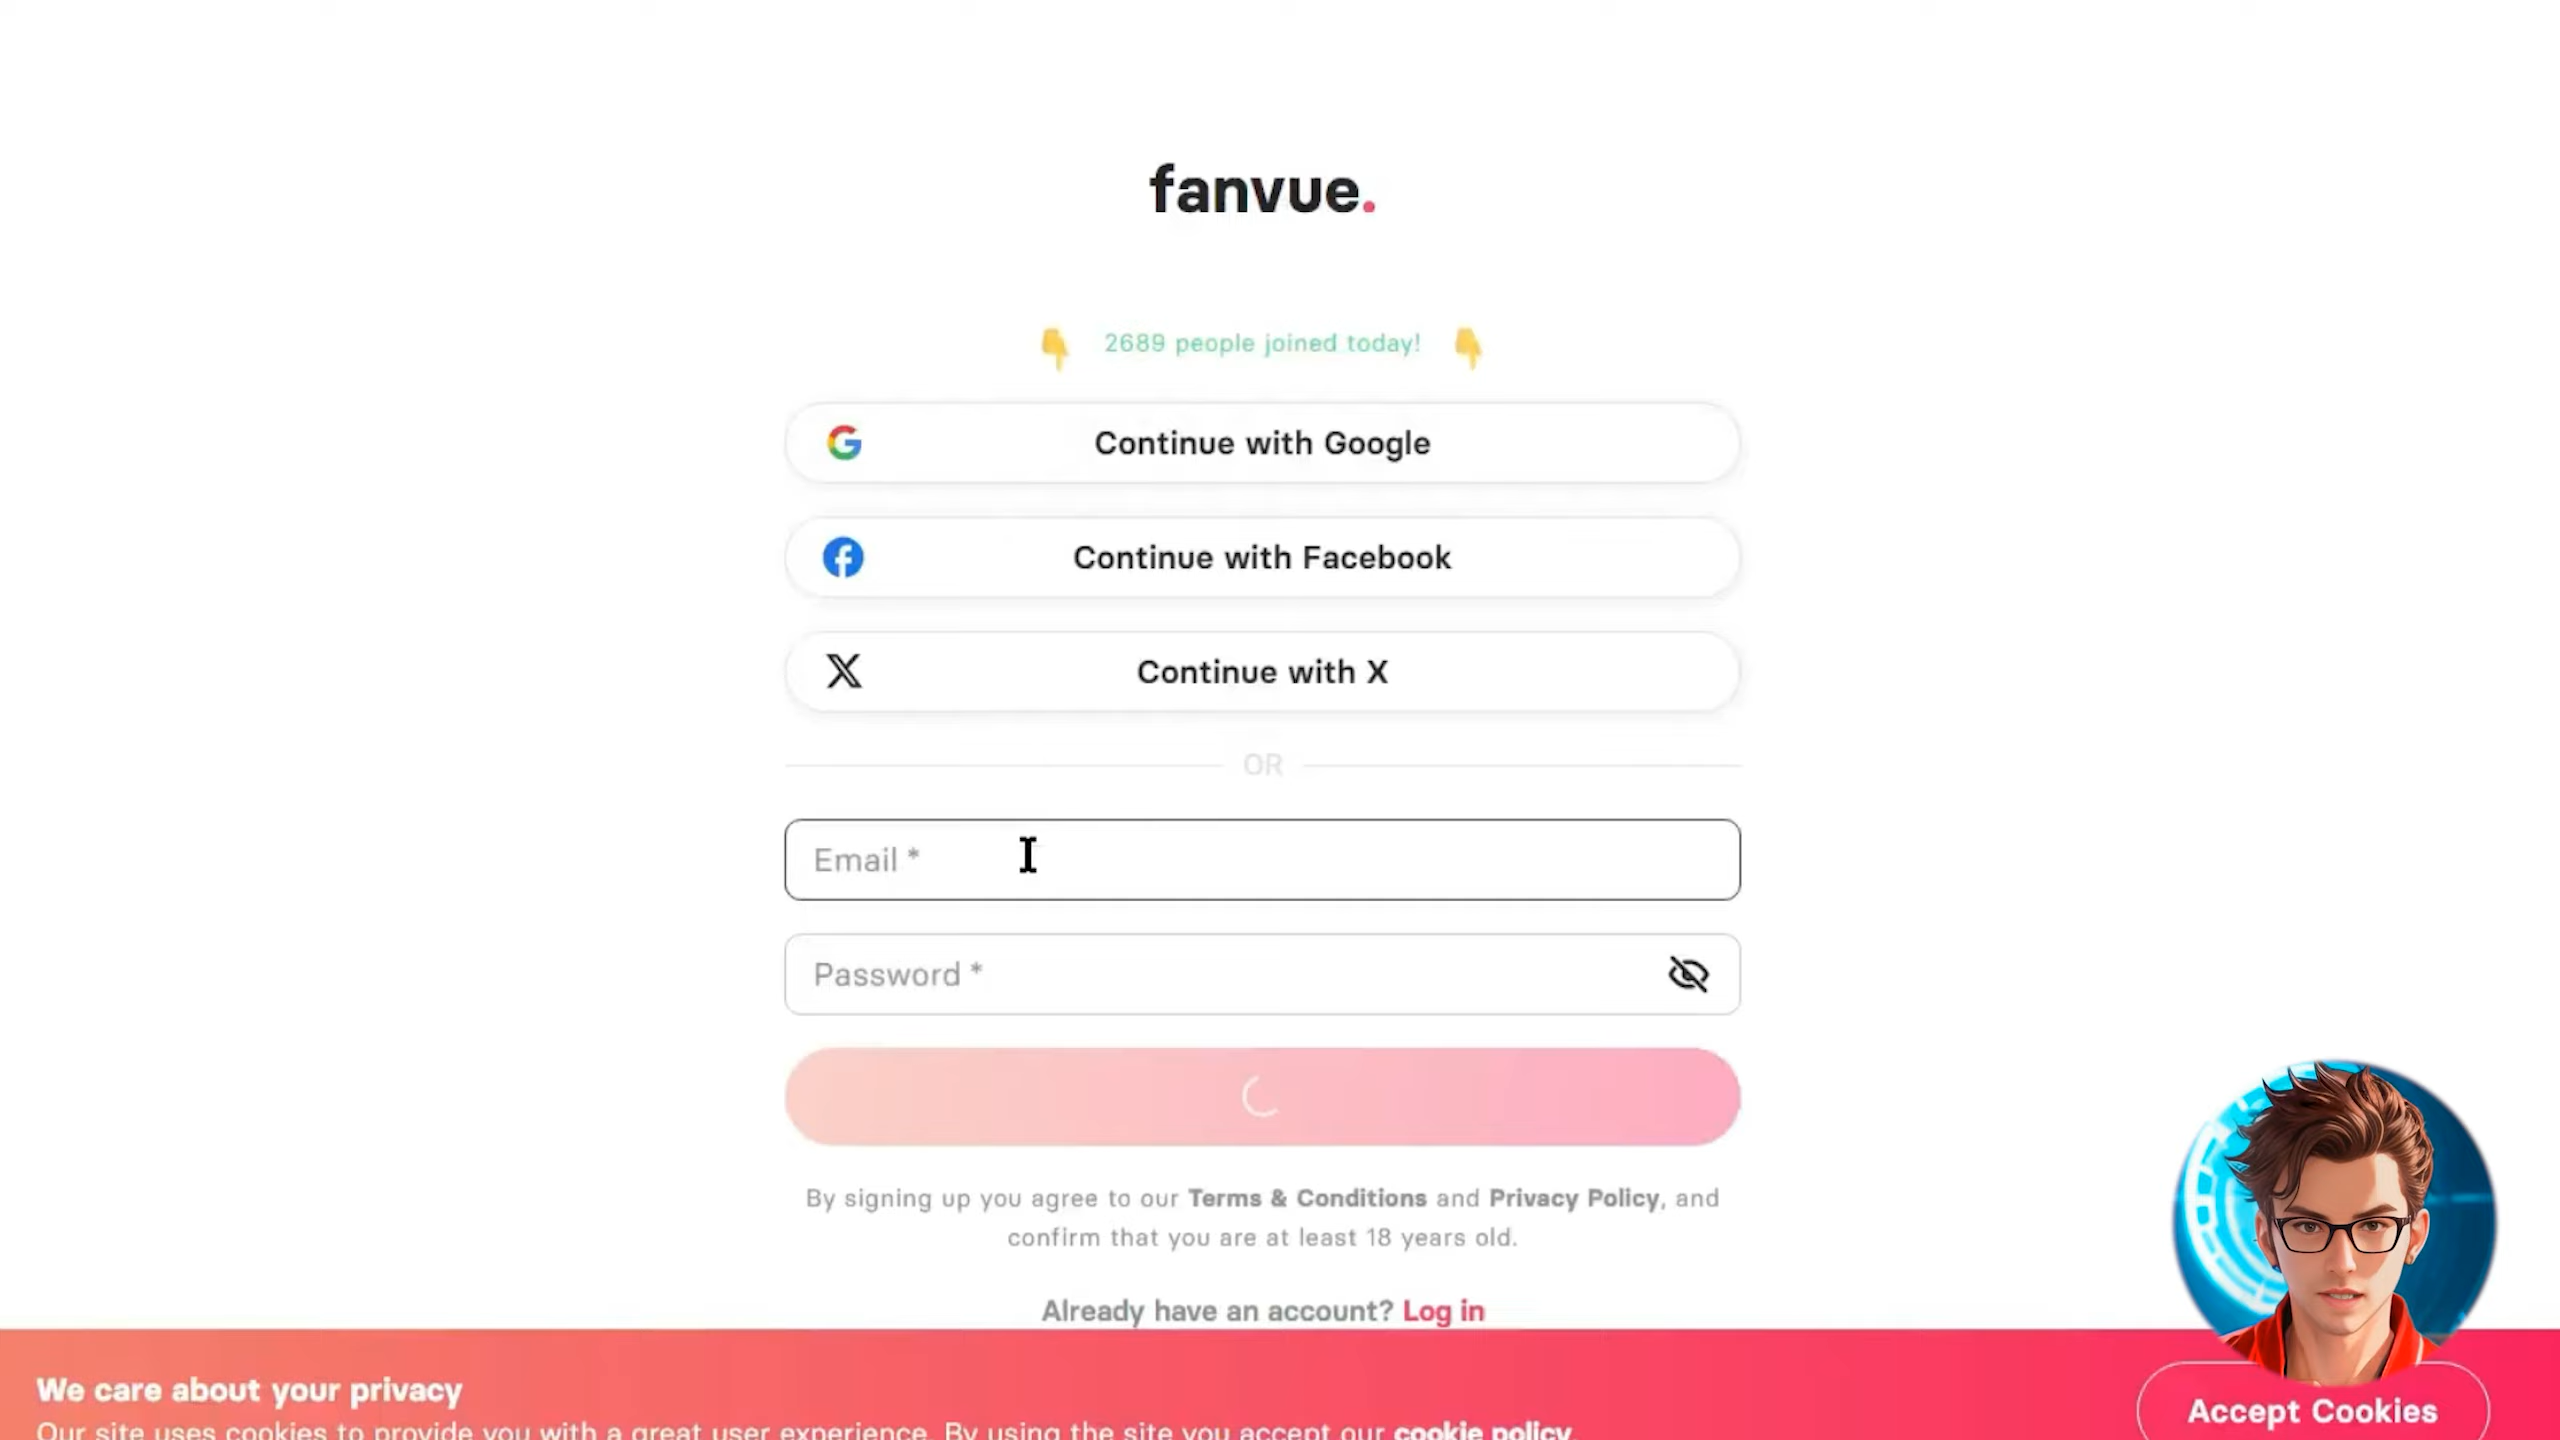 fanvue.
2689 people joined today!
Continue with Google
Continue with Facebook
Continue with X
OR
Email *
Password *
By signing up you agree to our Terms & Conditions and Privacy Policy, and
confirm that you are at least 18 years old.
Already have an account? Log in
We care about your privacy
Our site uses cookies to provide you with a great user experience. By using the site you accept our cookie policy.
Accept Cookies